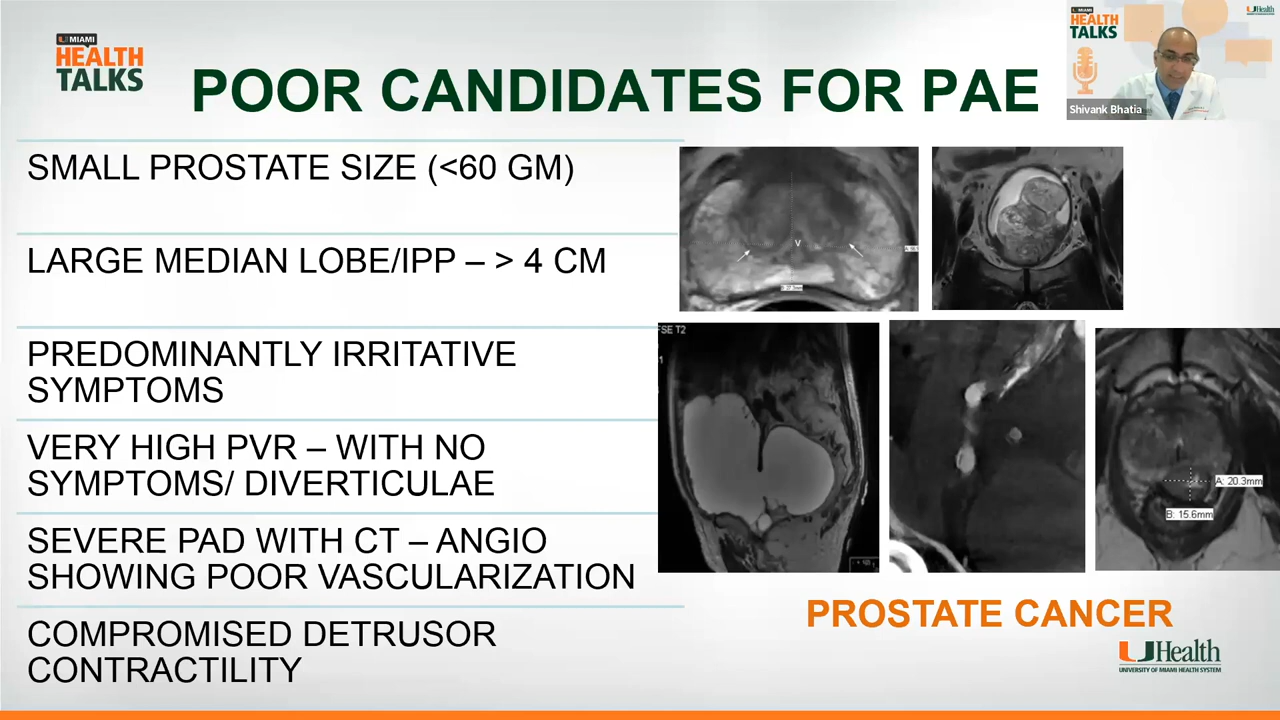 U MIAMI
HEALTH
TALKS
POOR CANDIDATES FOR PAE
MIAMI
HEALTH
TALKS
UHealth
Shivank Bhatia
SMALL PROSTATE SIZE (<60 GM)
LARGE MEDIAN LOBE/IPP – > 4 CM
PREDOMINANTLY IRRITATIVE
SYMPTOMS
VERY HIGH PVR – WITH NO
SYMPTOMS/ DIVERTICULAE
SEVERE PAD WITH CT – ANGIO
SHOWING POOR VASCULARIZATION
COMPROMISED DETRUSOR
CONTRACTILITY
V
FSE T2
A: 20.3mm
B: 15.6mm
PROSTATE CANCER
UHealth
UNIVERSITY OF MIAMI HEALTH SYSTEM